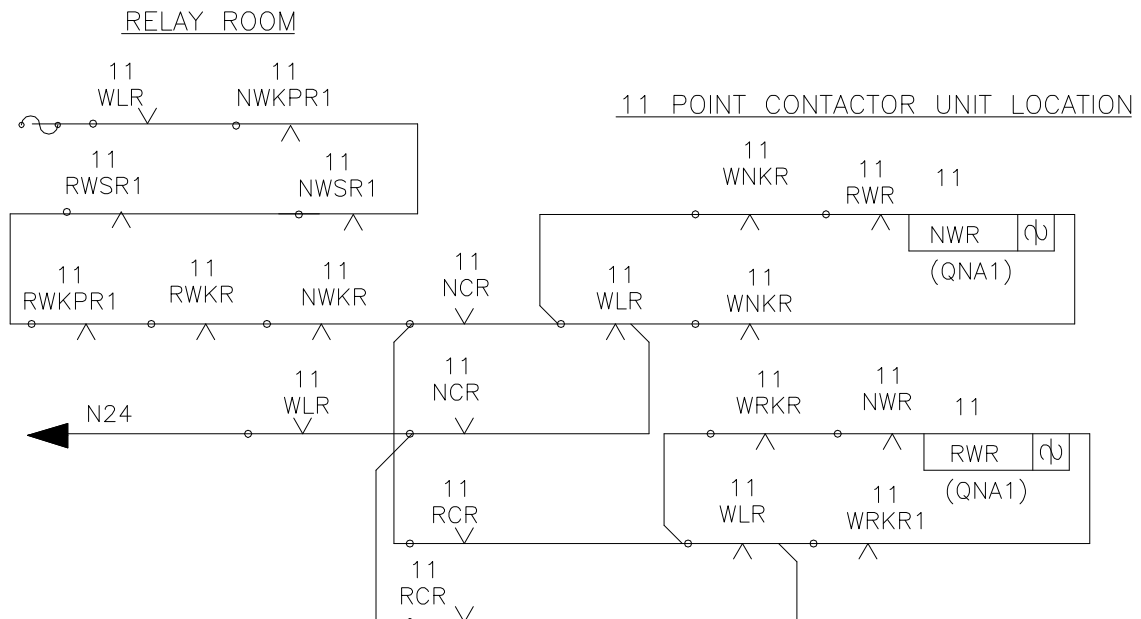 RELAY ROOM
11
WLR
11
NWKPR1
11 POINT CONTACTOR UNIT LOCATION
11
RWSR1
11
NWSR1
11
WNKR
11
RWR
11
NWR
(QNA1)
11
RWKPR1
11
RWKR
11
NWKR
11
NCR
11
WLR
11
WNKR
N24
11
WLR
11
NCR
11
WRKR
11
NWR
11
RWR
(QNA1)
11
RCR
11
WLR
11
WRKR1
11
RCR